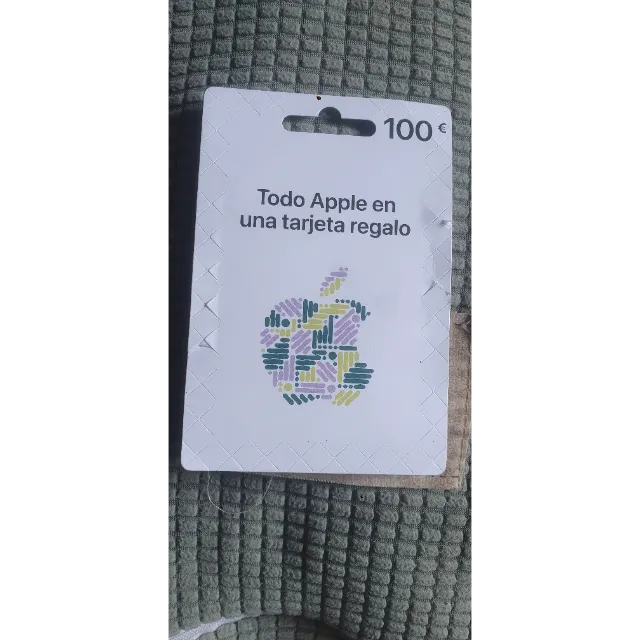 100 €
Todo Apple en
una tarjeta regalo